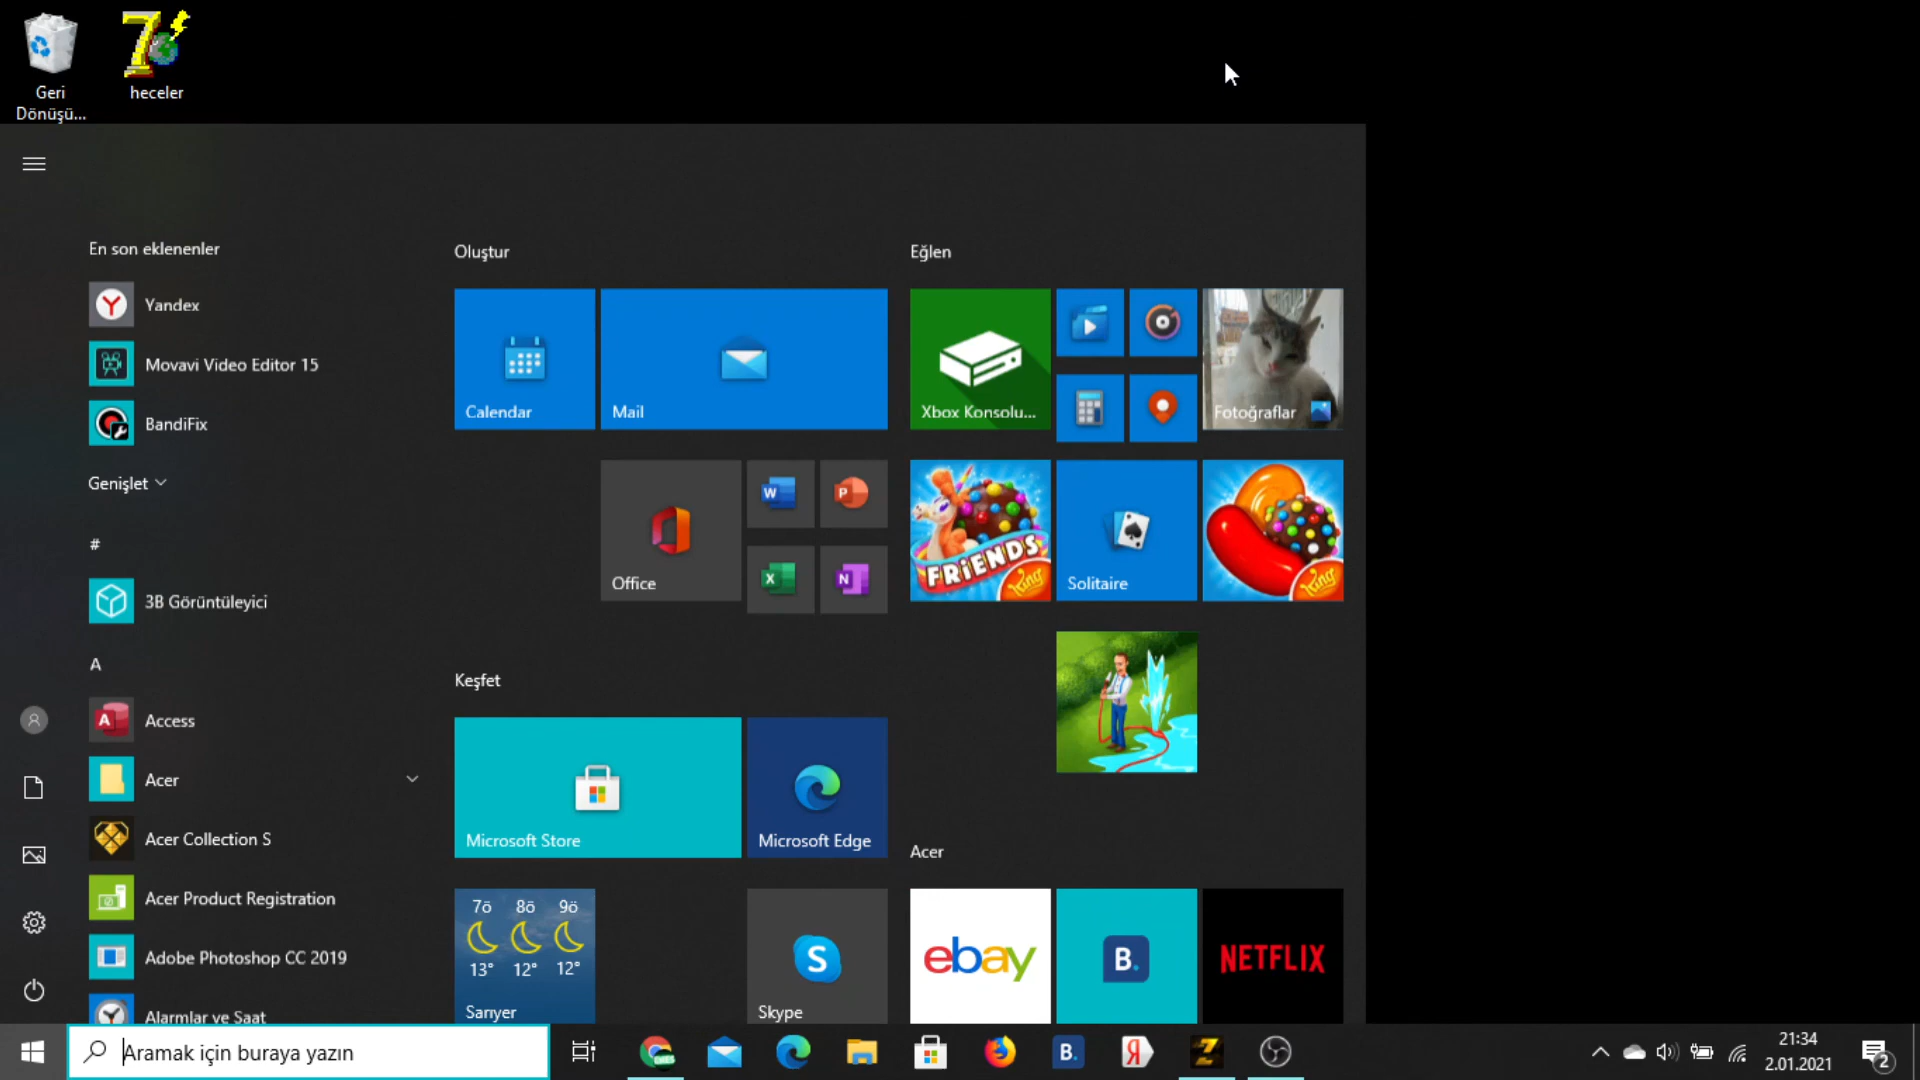 Geri
Dönüşü...
heceler
En son eklenenler
Yandex
Movavi Video Editor 15
BandiFix
Genişlet
#
3B Görüntüleyici
A
Access
Acer
Acer Collection S
Acer Product Registration
Adobe Photoshop CC 2019
Alarmlar ve Saat
Oluştur
Calendar
Mail
Office
Keşfet
Microsoft Store
Microsoft Edge
7ö 8ö 9ö
13° 12° 12°
Sarıyer
Skype
Eğlen
Xbox Konsolu...
Fotoğraflar
FRiENDS
King
Solitaire
King
Acer
ebay
B.
NETFLIX
Aramak için buraya yazın
21:34
2.01.2021
2